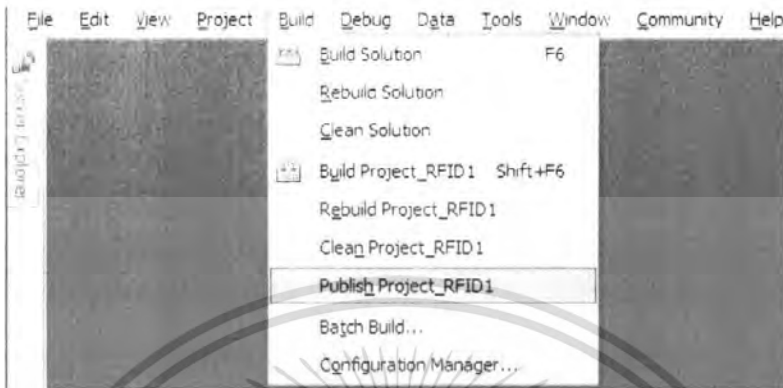 File Edit View Project Build Debug Data Tools Window Community Help
Build Solution F6
Rebuild Solution
Clean Solution
Build Project_RFID1 Shift+F6
Rebuild Project_RFID1
Clean Project_RFID1
Publish Project_RFID1
Batch Build...
Configuration Manager...
Explorer